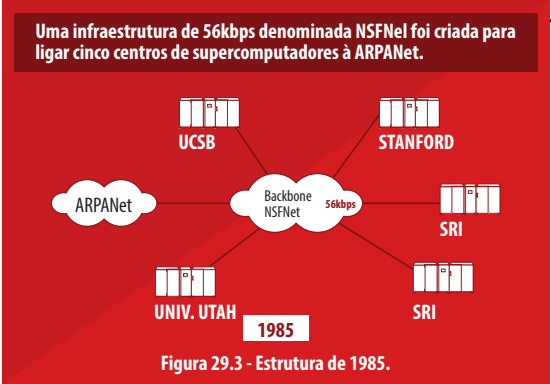 Uma infraestrutura de 56kbps denominada NSFNel foi criada para
ligar cinco centros de supercomputadores à ARPANet.
UCSB
STANFORD
ARPANet
Backbone
NSFNet
56kbps
SRI
UNIV. UTAH
SRI
1985
Figura 29.3 - Estrutura de 1985.